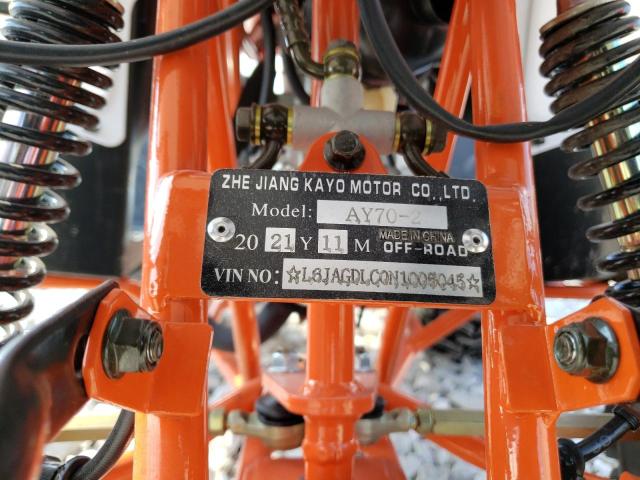 ZHE JIANG KAYO MOTOR CO.,LTD.
Model: AY70-2
MADE IN CHINA
20 21 Y 11 M OFF-ROAD
VIN NO: ☆L6JAGDLC0N1005045☆